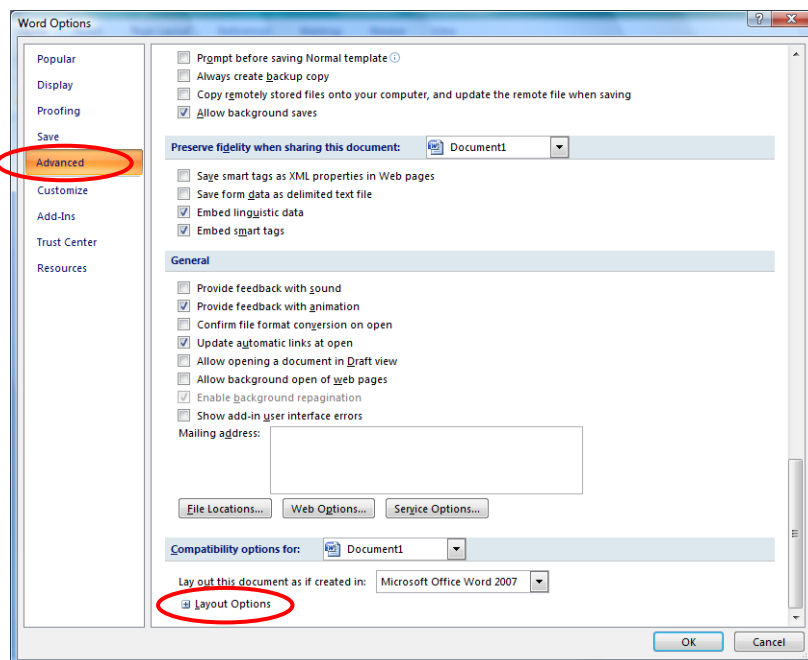 Word Options
Popular
Display
Proofing
Save
Advanced
Customize
Add-Ins
Trust Center
Resources
Prompt before saving Normal template
Always create backup copy
Copy remotely stored files onto your computer, and update the remote file when saving
Allow background saves
Preserve fidelity when sharing this document: Document1
Save smart tags as XML properties in Web pages
Save form data as delimited text file
Embed linguistic data
Embed smart tags
General
Provide feedback with sound
Provide feedback with animation
Confirm file format conversion on open
Update automatic links at open
Allow opening a document in Draft view
Allow background open of web pages
Enable background repagination
Show add-in user interface errors
Mailing address:
File Locations... Web Options... Service Options...
Compatibility options for: Document1
Lay out this document as if created in: Microsoft Office Word 2007
Layout Options
OK Cancel